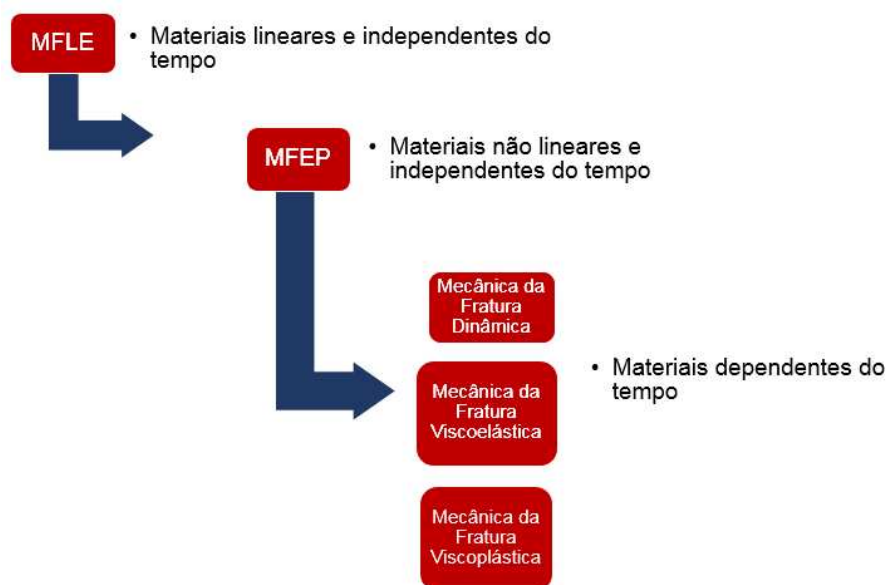 MFLE
• Materiais lineares e independentes do
tempo
MFEP
• Materiais não lineares e
independentes do tempo
Mecânica da
Fratura
Dinâmica
Mecânica da
Fratura
Viscoelástica
• Materiais dependentes do
tempo
Mecânica da
Fratura
Viscoplástica